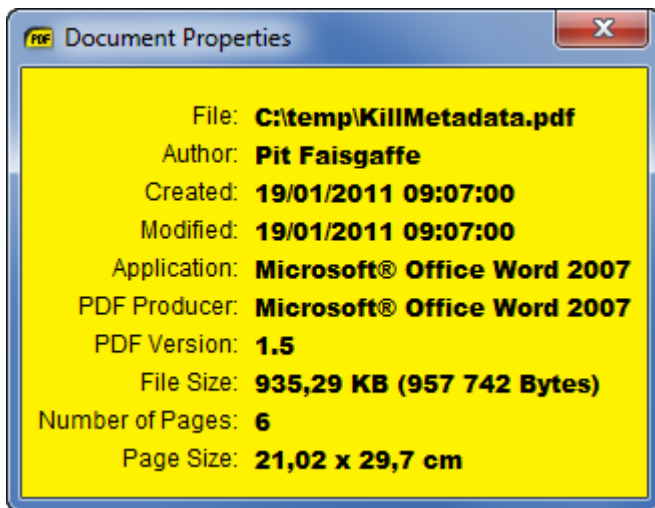 PDF Document Properties
File: C:\temp\KillMetadata.pdf
Author: Pit Faisgaffe
Created: 19/01/2011 09:07:00
Modified: 19/01/2011 09:07:00
Application: Microsoft® Office Word 2007
PDF Producer: Microsoft® Office Word 2007
PDF Version: 1.5
File Size: 935,29 KB (957 742 Bytes)
Number of Pages: 6
Page Size: 21,02 x 29,7 cm